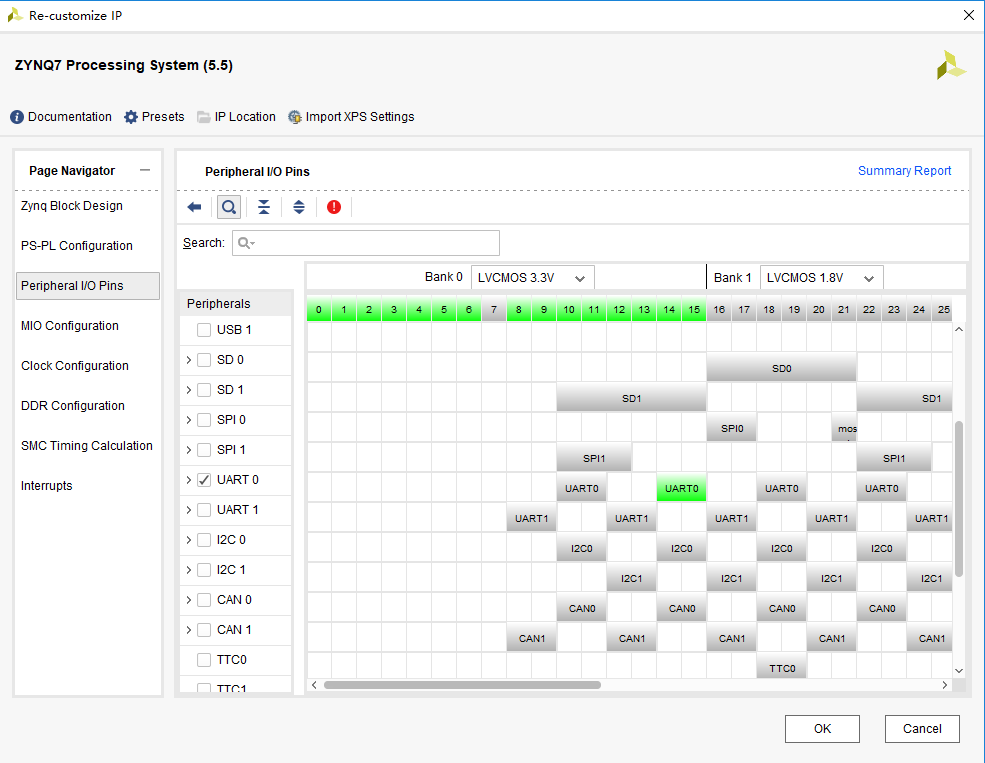 Re-customize IP
ZYNQ7 Processing System (5.5)
Documentation Presets IP Location Import XPS Settings
Page Navigator
Zynq Block Design
PS-PL Configuration
Peripheral I/O Pins
MIO Configuration
Clock Configuration
DDR Configuration
SMC Timing Calculation
Interrupts
Peripheral I/O Pins Summary Report
Search:
Bank 0 LVCMOS 3.3V Bank 1 LVCMOS 1.8V
Peripherals 0 1 2 3 4 5 6 7 8 9 10 11 12 13 14 15 16 17 18 19 20 21 22 23 24 25
USB 1
SD 0 SD0
SD 1 SD1 SD1
SPI 0 SPI0 mos
SPI 1 SPI1 SPI1
UART 0 UART0 UART0 UART0 UART0
UART 1 UART1 UART1 UART1 UART1 UART1
I2C 0 I2C0 I2C0 I2C0 I2C0
I2C 1 I2C1 I2C1 I2C1 I2C1
CAN 0 CAN0 CAN0 CAN0 CAN0
CAN 1 CAN1 CAN1 CAN1 CAN1 CAN1
TTC0 TTC0
TTC1
OK Cancel